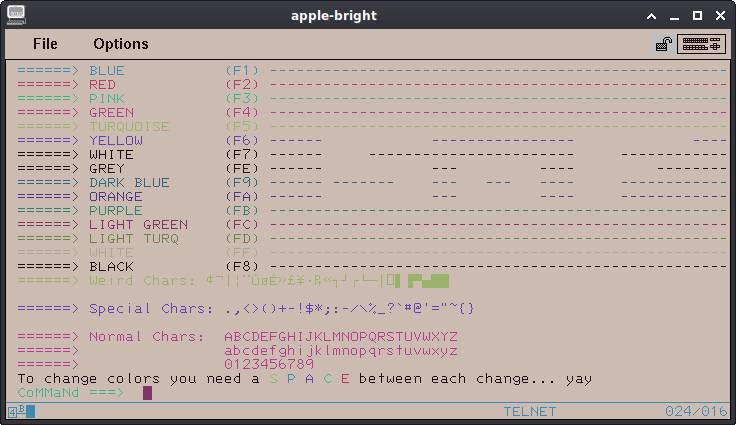 apple-bright
File Options
======> BLUE (F1) -----------------------------------------------------------
======> RED (F2) -----------------------------------------------------------
======> PINK (F3) -----------------------------------------------------------
======> GREEN (F4) -----------------------------------------------------------
======> TURQUOISE (F5) -----------------------------------------------------------
======> YELLOW (F6) ------- ------------------ ----
======> WHITE (F7) ------- -------------------------- --------------
======> GREY (FE) ------- --- ---- ----
======> DARK BLUE (F9) ------ -------- --- --- ---- ----
======> ORANGE (FA) ------- --- ---- ----
======> PURPLE (FB) -----------------------------------------------------------
======> LIGHT GREEN (FC) -----------------------------------------------------------
======> LIGHT TURQ (FD) -----------------------------------------------------------
======> WHITE (FF) -----------------------------------------------------------
======> BLACK (F8) -----------------------------------------------------------
======> Weird Chars:
======> Special Chars: .,<>()+-!$*;:-/\%_?`#@'="~{}
======> Normal Chars: ABCDEFGHIJKLMNOPQRSTUVWXYZ
======> abcdefghijklmnopqrstuvwxyz
======> 0123456789
To change colors you need a S P A C E between each change... yay
CoMMaNd ===>
4 B TELNET 024/016